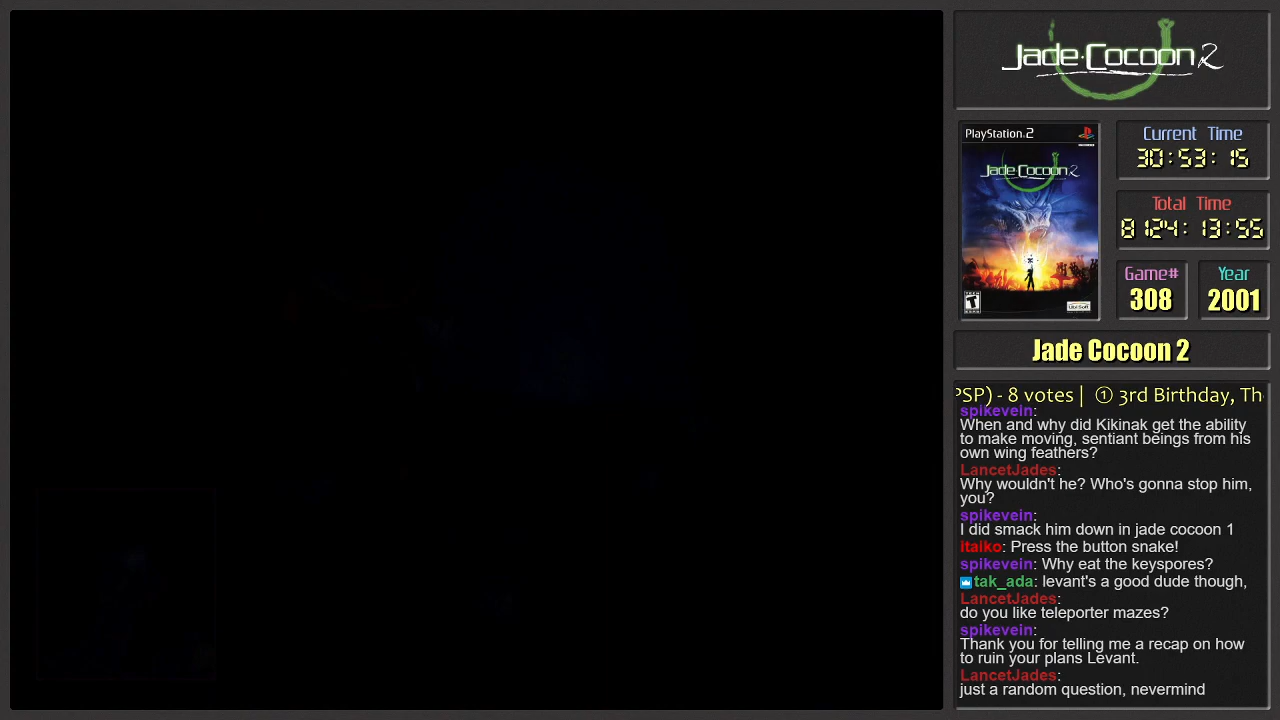 Jade·Cocoon 2
PlayStation 2
Jade·Cocoon 2
TEEN
Ubi Soft
Current Time
30:53:15
Total Time
8124:13:55
Game#
308
Year
2001
Jade Cocoon 2
PSP) - 8 votes | ① 3rd Birthday, Th
spikevein:
When and why did Kikinak get the ability
to make moving, sentiant beings from his
own wing feathers?
LancetJades:
Why wouldn't he? Who's gonna stop him,
you?
spikevein:
I did smack him down in jade cocoon 1
italko: Press the button snake!
spikevein: Why eat the keyspores?
tak_ada: levant's a good dude though,
LancetJades:
do you like teleporter mazes?
spikevein:
Thank you for telling me a recap on how
to ruin your plans Levant.
LancetJades:
just a random question, nevermind